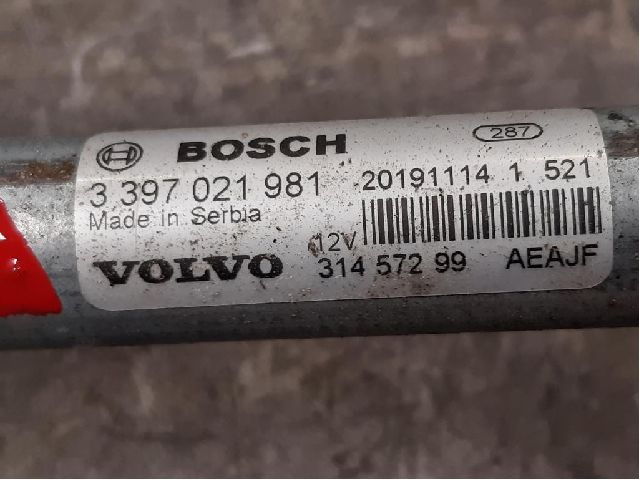 BOSCH 287
3 397 021 981 20191114 1 521
Made in Serbia
12V
VOLVO 314 572 99 AEAJF